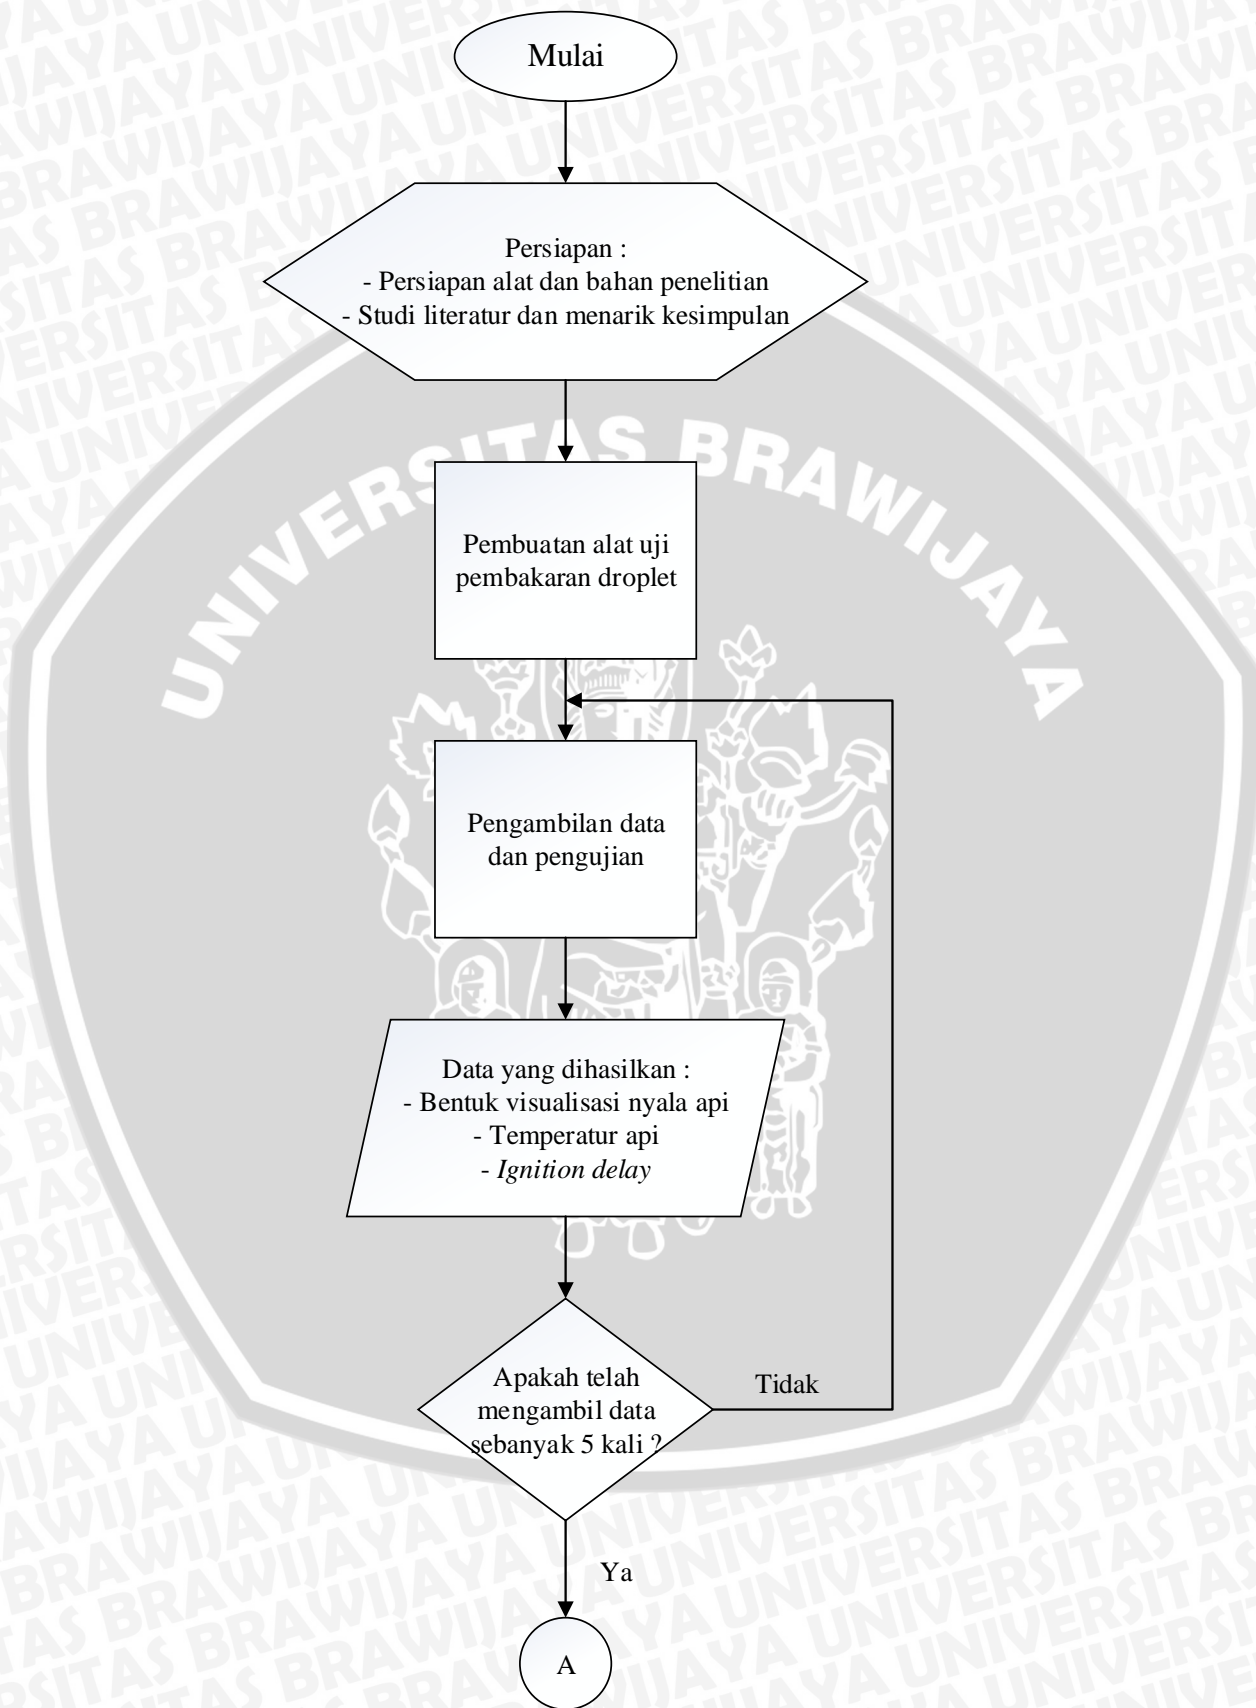 Mulai
Persiapan :
- Persiapan alat dan bahan penelitian
- Studi literatur dan menarik kesimpulan
UNIVERSITAS BRAWIJAYA
Pembuatan alat uji
pembakaran droplet
Pengambilan data
dan pengujian
Data yang dihasilkan :
- Bentuk visualisasi nyala api
- Temperatur api
- Ignition delay
Apakah telah
mengambil data
sebanyak 5 kali ?
Tidak
Ya
A